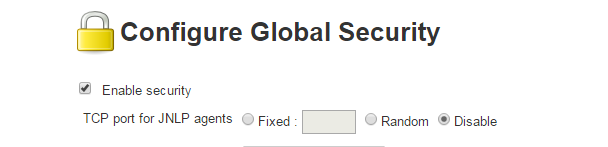 Configure Global Security
Enable security
TCP port for JNLP agents Fixed : Random Disable